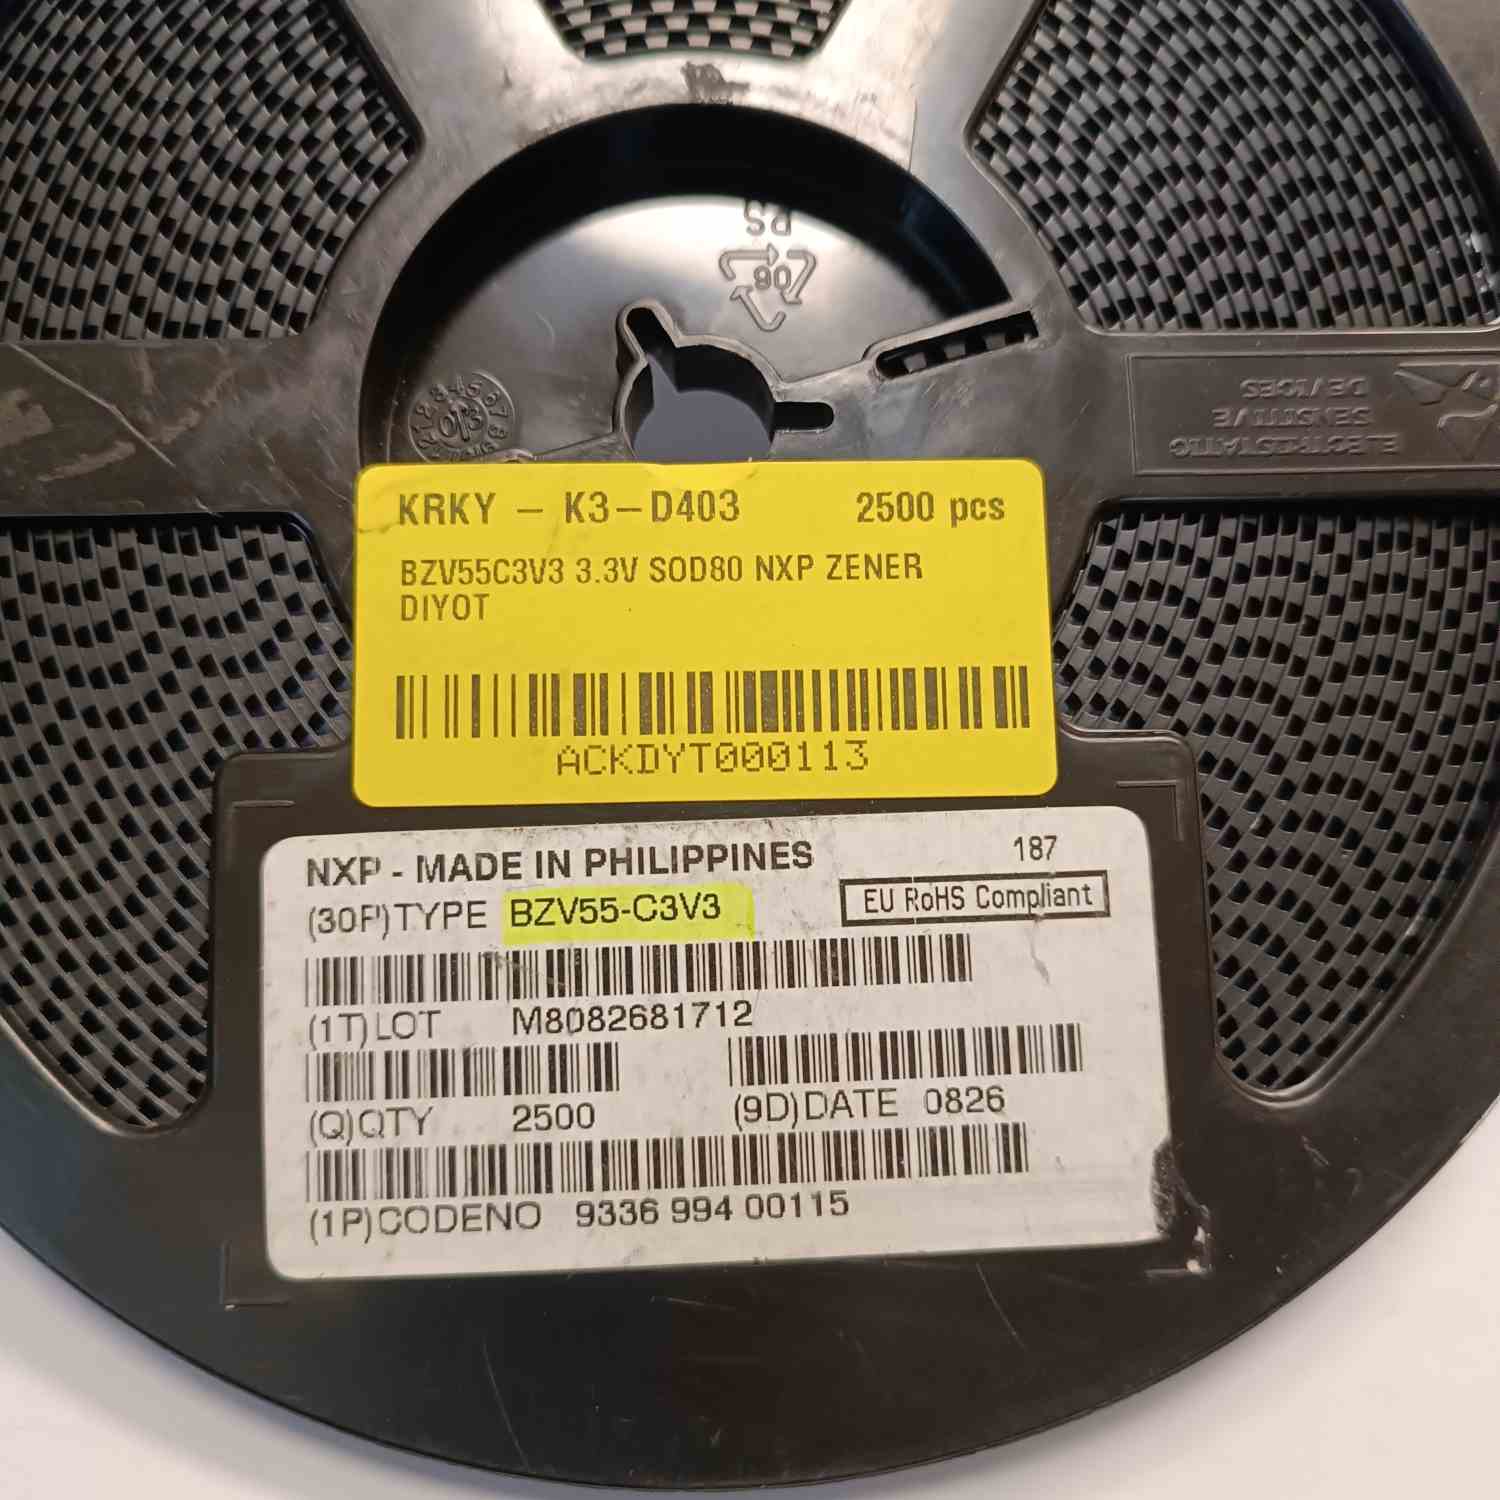 PS
06
ELECTROSTATIC
SENSITIVE
DEVICES
KRKY - K3-D403 2500 pcs
BZV55C3V3 3.3V SOD80 NXP ZENER
DIYOT
ACKDYT000113
NXP - MADE IN PHILIPPINES 187
(30P)TYPE BZV55-C3V3 EU RoHS Compliant
(1T)LOT M8082681712
(Q)QTY 2500 (9D)DATE 0826
(1P)CODENO 9336 994 00115